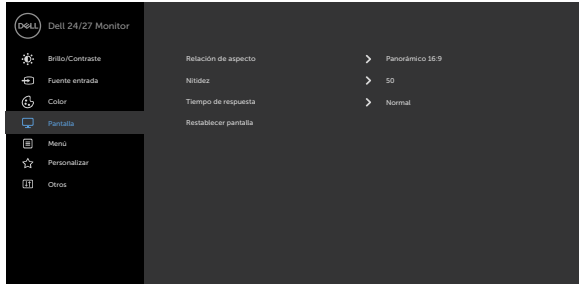 DELL Dell 24/27 Monitor
Brillo/Contraste Relación de aspecto Panorámico 16:9
Fuente entrada Nitidez 50
Color Tiempo de respuesta Normal
Pantalla Restablecer pantalla
Menú
Personalizar
Otros